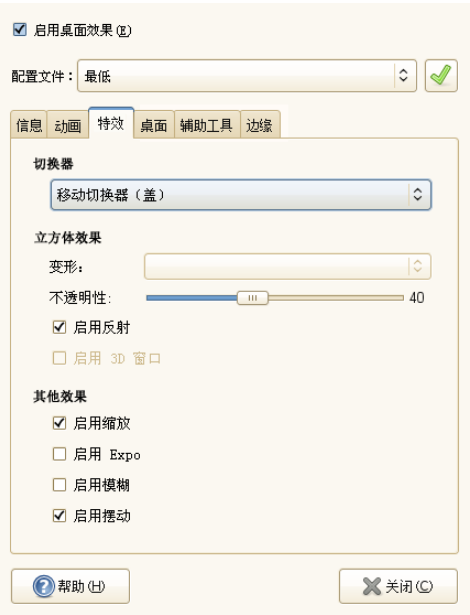 启用桌面效果(E)
配置文件： 最低
信息 动画 特效 桌面 辅助工具 边缘
切换器
移动切换器（盖）
立方体效果
变形：
不透明性: 40
启用反射
启用 3D 窗口
其他效果
启用缩放
启用 Expo
启用模糊
启用摆动
帮助(H) 关闭(C)